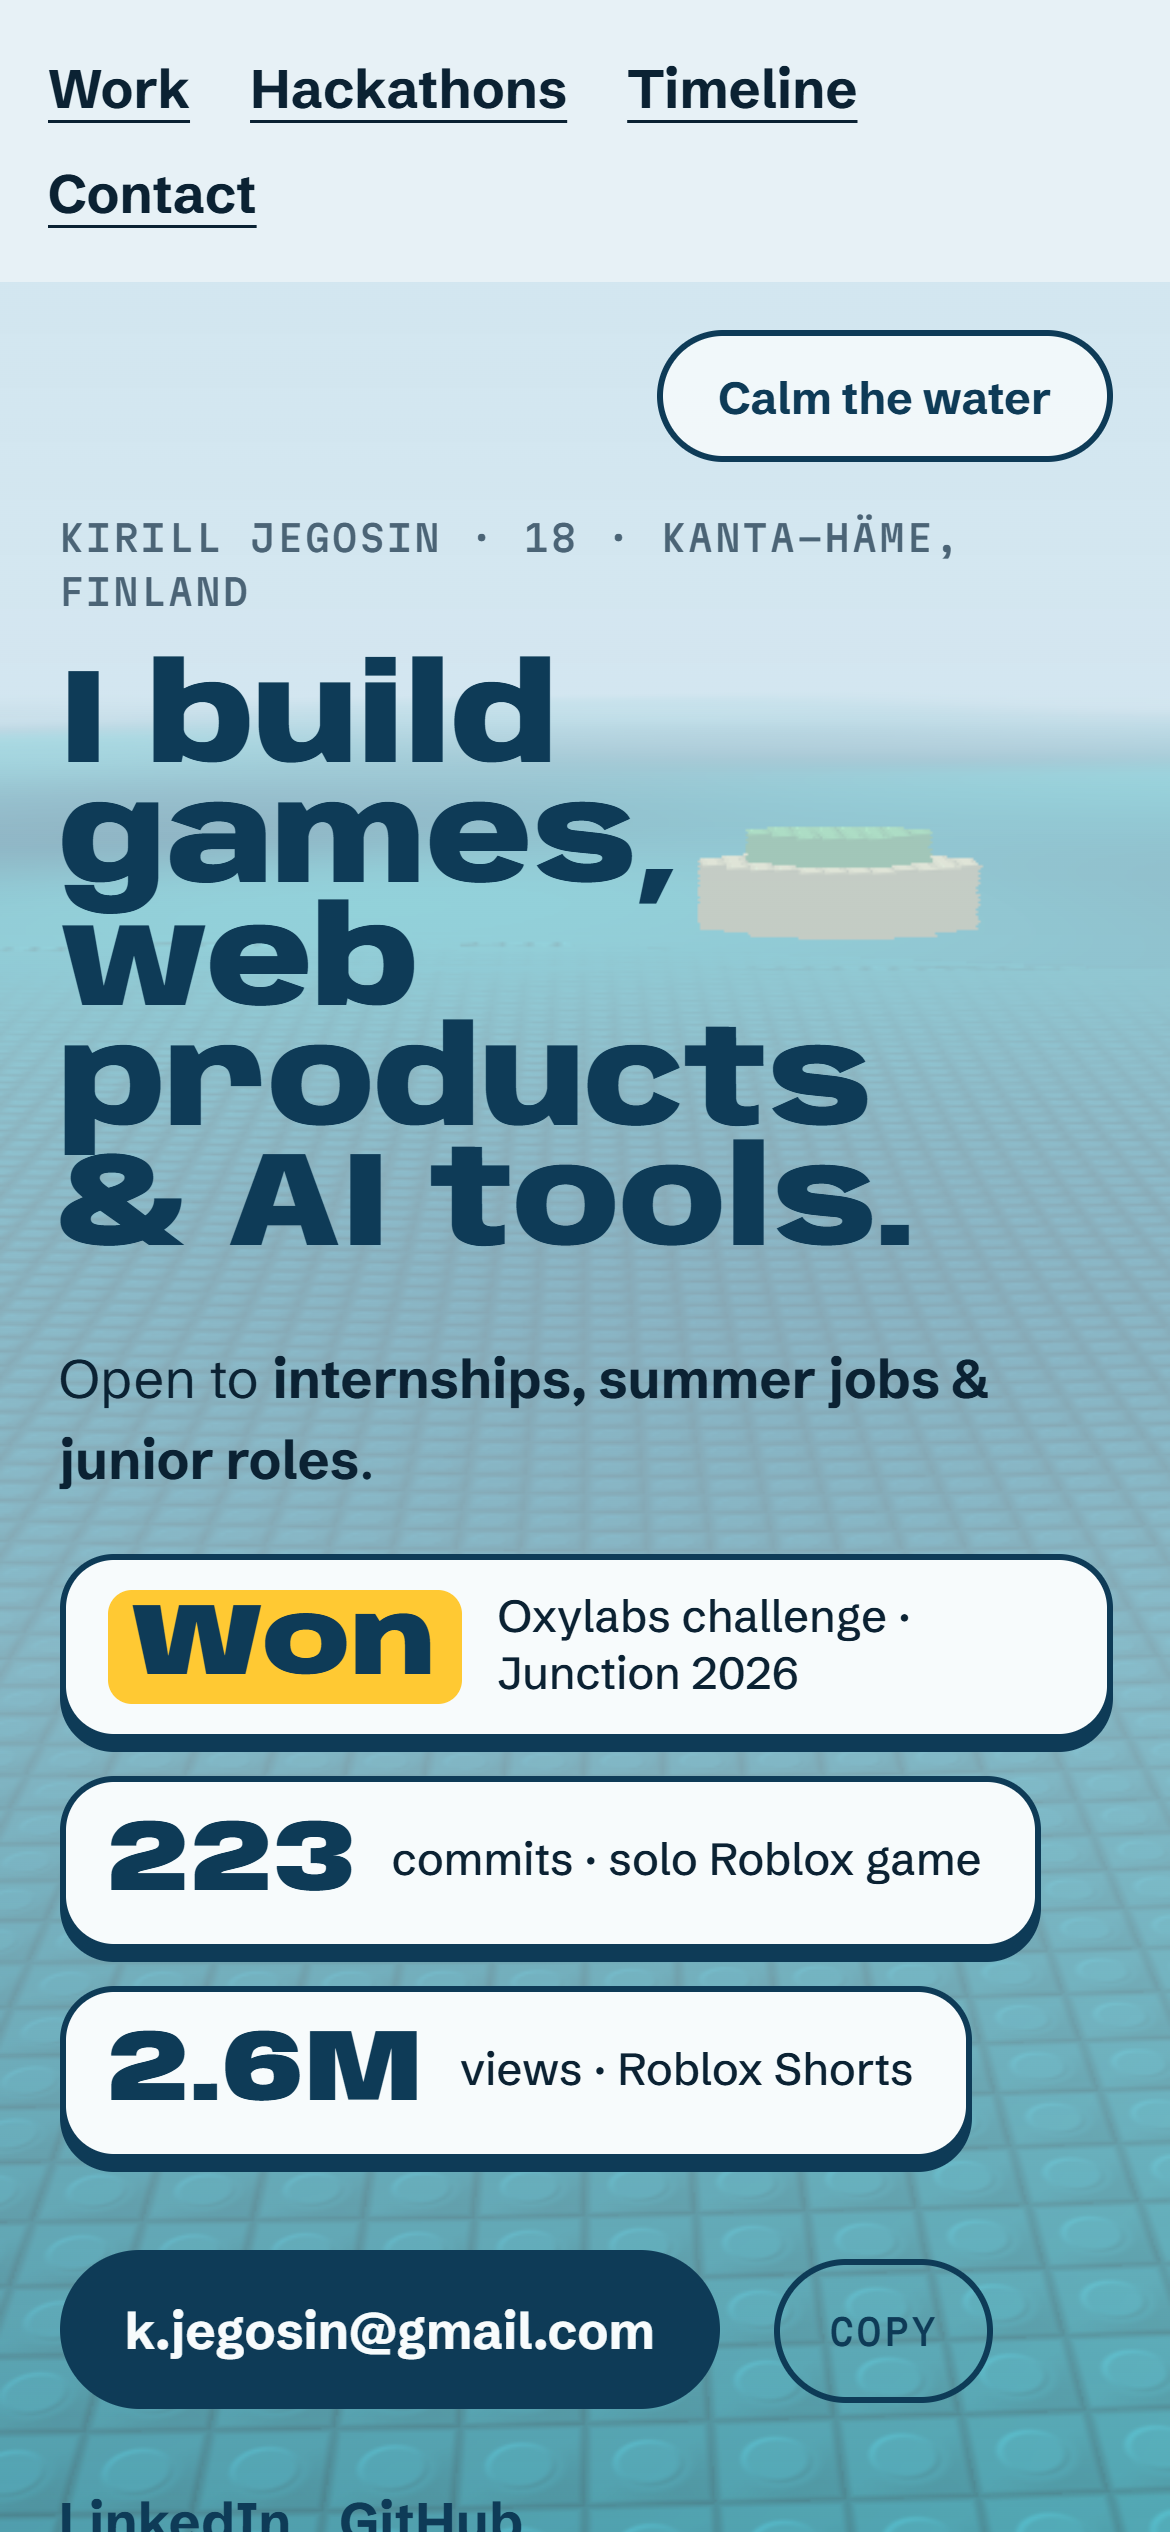 Work Hackathons Timeline
Contact
Calm the water
KIRILL JEGOSIN · 18 · KANTA–HÄME,
FINLAND
I build
games,
web
products
& AI tools.
Open to internships, summer jobs &
junior roles.
Won Oxylabs challenge ·
Junction 2026
223 commits · solo Roblox game
2.6M views · Roblox Shorts
k.jegosin@gmail.com COPY
LinkedIn GitHub